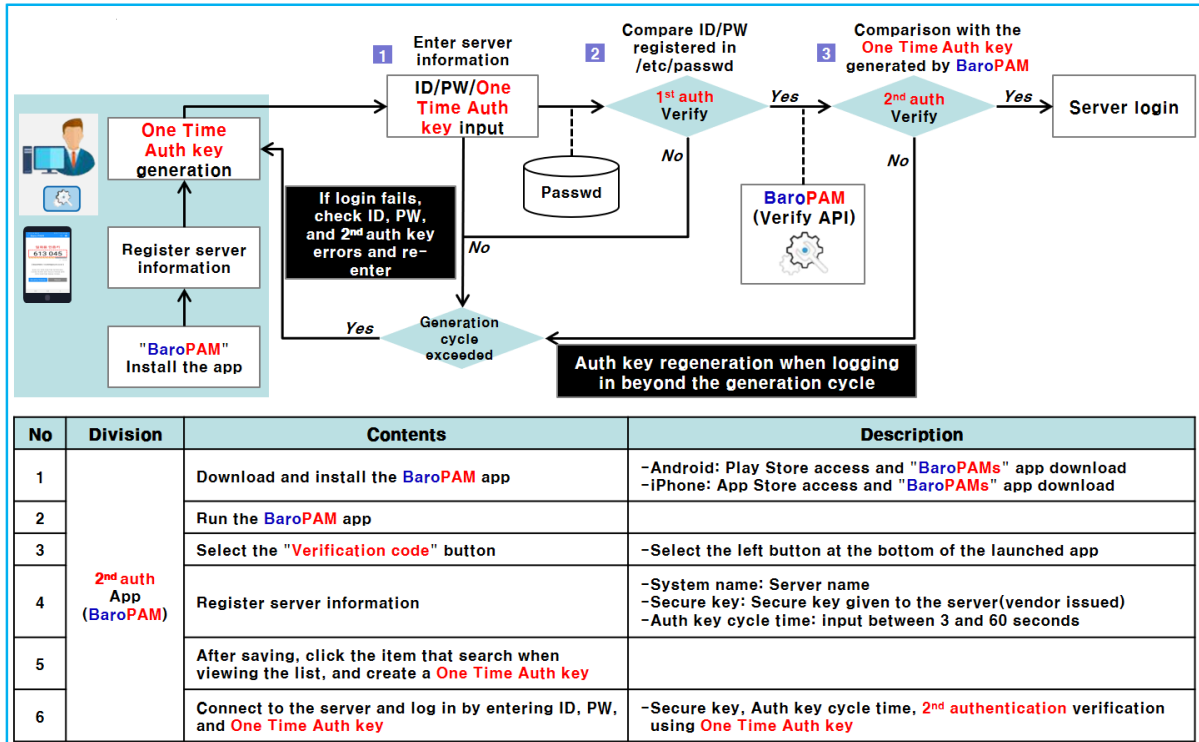 1
Enter server
information
2
Compare ID/PW
registered in
/etc/passwd
3
Comparison with the
One Time Auth key
generated by BaroPAM
ID/PW/One
Time Auth
key input
1st auth
Verify
Yes
2nd auth
Verify
Yes
Server login
One Time
Auth key
generation
No
No
Passwd
BaroPAM
(Verify API)
If login fails,
check ID, PW,
and 2nd auth key
errors and re-
enter
No
613 045
Register server
information
"BaroPAM"
Install the app
Yes
Generation
cycle
exceeded
Auth key regeneration when logging
in beyond the generation cycle
No Division Contents Description
2nd auth
App
(BaroPAM)
1 Download and install the BaroPAM app
-Android: Play Store access and "BaroPAMs" app download
-iPhone: App Store access and "BaroPAMs" app download
2 Run the BaroPAM app
3 Select the "Verification code" button -Select the left button at the bottom of the launched app
4 Register server information
-System name: Server name
-Secure key: Secure key given to the server(vendor issued)
-Auth key cycle time: input between 3 and 60 seconds
5 After saving, click the item that search when
viewing the list, and create a One Time Auth key
6 Connect to the server and log in by entering ID, PW,
and One Time Auth key
-Secure key, Auth key cycle time, 2nd authentication verification
using One Time Auth key